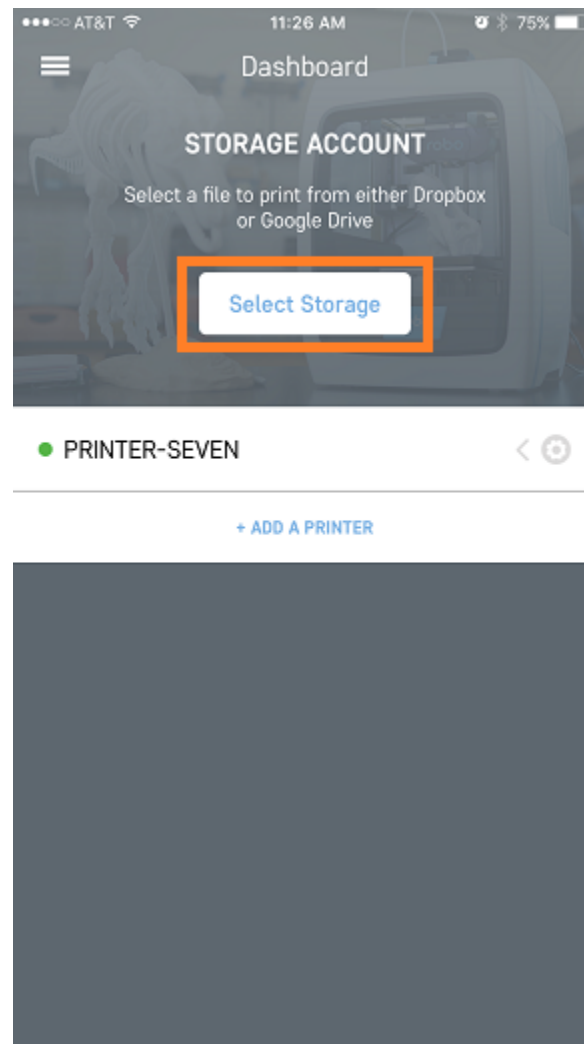 AT&T 11:26 AM 75%
Dashboard
robo
STORAGE ACCOUNT
Select a file to print from either Dropbox
or Google Drive
Select Storage
PRINTER-SEVEN
+ ADD A PRINTER